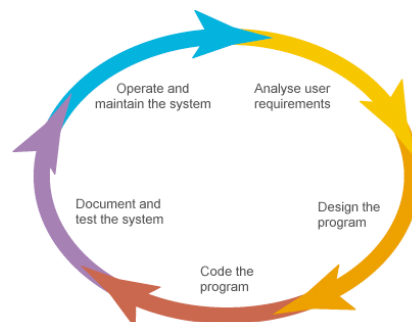 Operate and
maintain the system
Analyse user
requirements
Design the
program
Code the
program
Document and
test the system